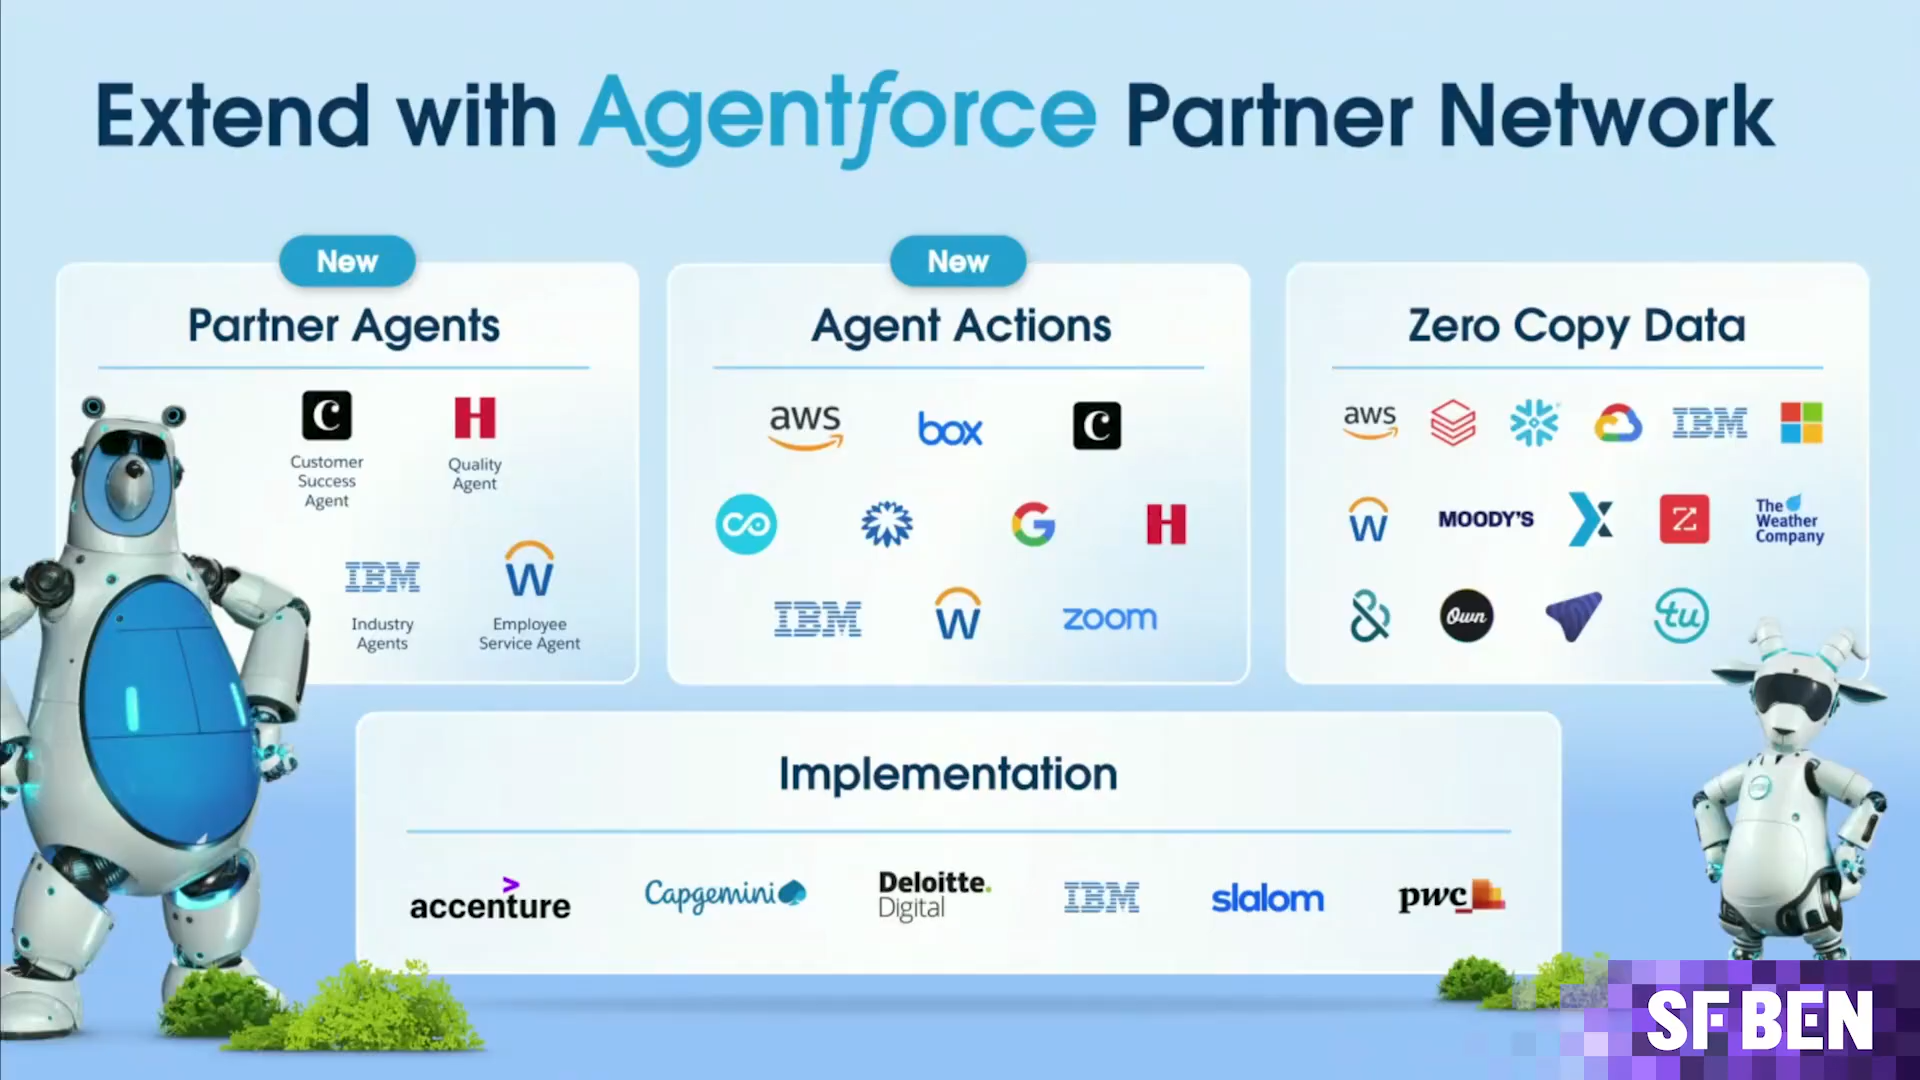 Extend with Agentforce Partner Network
New
Partner Agents
C
H
Customer
Success
Agent
Quality
Agent
IBM
W
Industry
Agents
Employee
Service Agent
New
Agent Actions
aws
box
C
G
H
IBM
W
zoom
Zero Copy Data
aws
IBM
W
MOODY'S
Z
The
Weather
Company
Own
tu
Implementation
accenture
Capgemini
Deloitte.
Digital
IBM
slalom
pwc
SF BEN